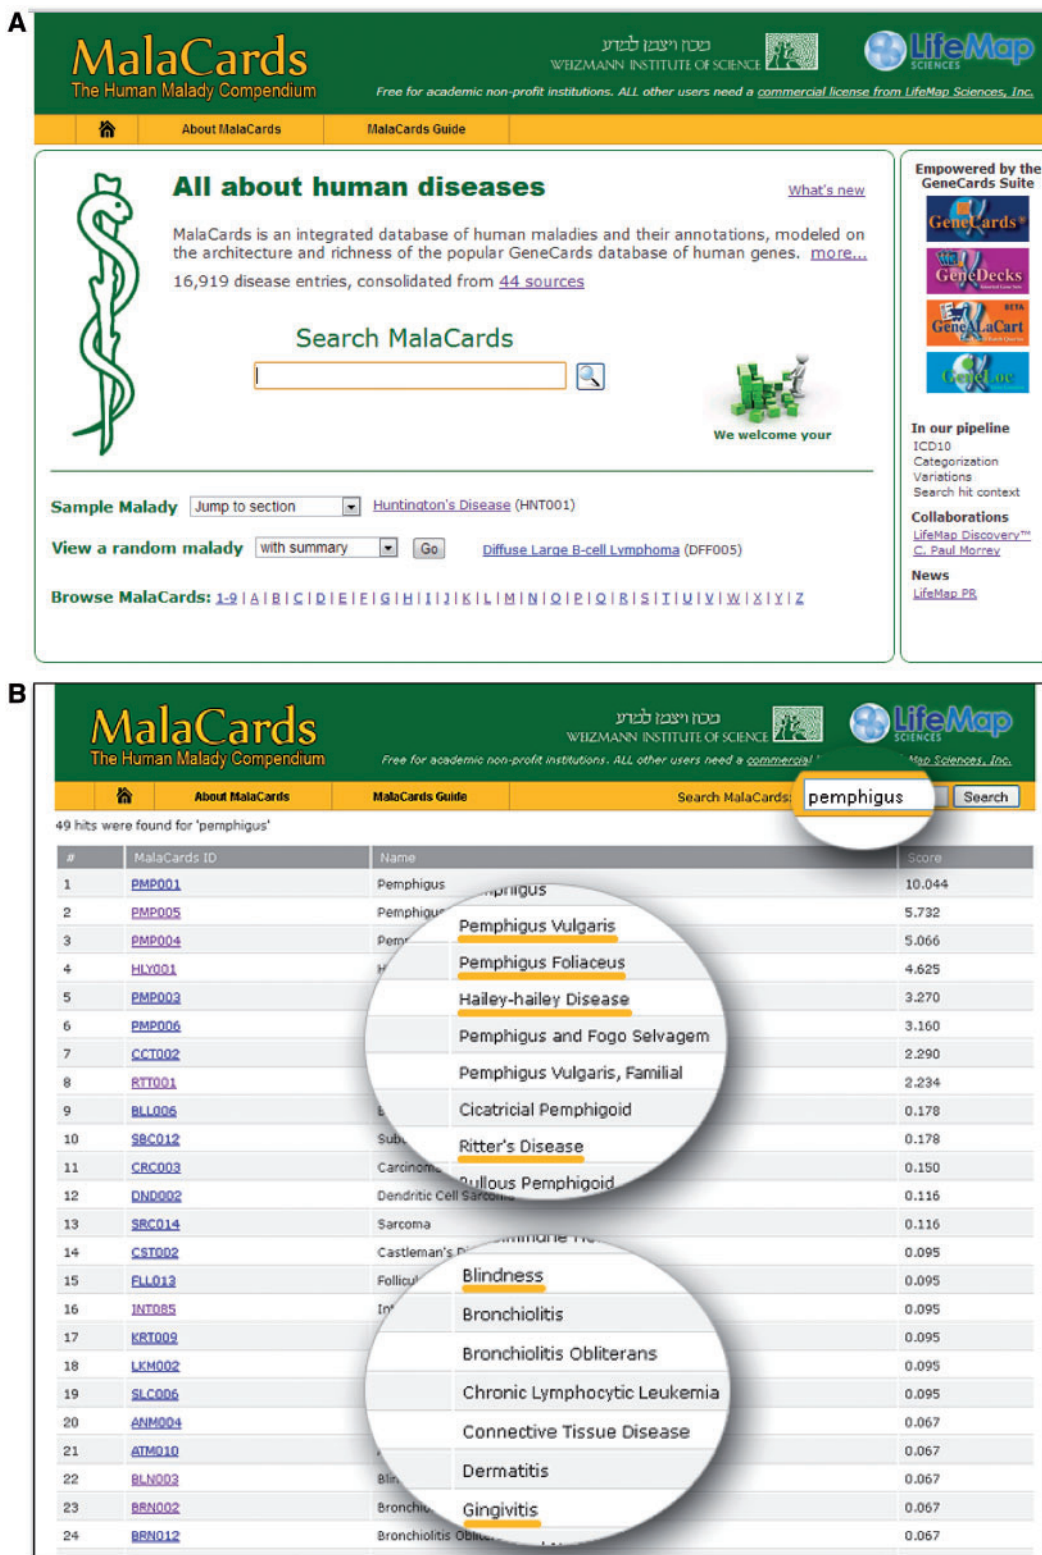 A
MalaCards
The Human Malady Compendium
מכון ויצמן למדע
WEIZMANN INSTITUTE OF SCIENCE
LifeMap
SCIENCES
Free for academic non-profit institutions. ALL other users need a commercial license from LifeMap Sciences, Inc.
About MalaCards
MalaCards Guide
All about human diseases
What's new
MalaCards is an integrated database of human maladies and their annotations, modeled on
the architecture and richness of the popular GeneCards database of human genes. more...
16,919 disease entries, consolidated from 44 sources
Search MalaCards
We welcome your
Sample Malady Jump to section Huntington's Disease (HNT001)
View a random malady with summary Go Diffuse Large B-cell Lymphoma (DFF005)
Browse MalaCards: 1-9 | A | B | C | D | E | F | G | H | I | J | K | L | M | N | O | P | Q | R | S | T | U | V | W | X | Y | Z
Empowered by the
GeneCards Suite
GeneCards®
GeneDecks
BETA
GeneALaCart
GeneLoc
In our pipeline
ICD10
Categorization
Variations
Search hit context
Collaborations
LifeMap Discovery™
C. Paul Morrey
News
LifeMap PR
B
MalaCards
The Human Malady Compendium
מכון ויצמן למדע
WEIZMANN INSTITUTE OF SCIENCE
LifeMap
SCIENCES
Free for academic non-profit institutions. ALL other users need a commercial Map Sciences, Inc.
About MalaCards
MalaCards Guide
Search MalaCards: pemphigus Search
49 hits were found for 'pemphigus'
# MalaCards ID Name Score
1 PMP001 Pemphigus 10.044
2 PMP005 Pemphigus 5.732
3 PMP004 5.066
4 HLY001 4.625
5 PMP003 3.270
6 PMP006 3.160
7 CCT002 2.290
8 RTT001 2.234
9 BLL006 0.178
10 SBC012 0.178
11 CRC003 Carcinoma 0.150
12 DND002 Dendritic Cell Sarcoma 0.116
13 SRC014 Sarcoma 0.116
14 CST002 Castleman's 0.095
15 FLL013 0.095
16 INT085 0.095
17 KRT009 0.095
18 LKM002 0.095
19 SLC006 0.095
20 ANM004 0.067
21 ATM010 0.067
22 BLN003 0.067
23 BRN002 0.067
24 BRN012 Bronchiolitis 0.067
Pemphigus Vulgaris
Pemphigus Foliaceus
Hailey-hailey Disease
Pemphigus and Fogo Selvagem
Pemphigus Vulgaris, Familial
Cicatricial Pemphigoid
Ritter's Disease
Bullous Pemphigoid
Blindness
Bronchiolitis
Bronchiolitis Obliterans
Chronic Lymphocytic Leukemia
Connective Tissue Disease
Dermatitis
Gingivitis